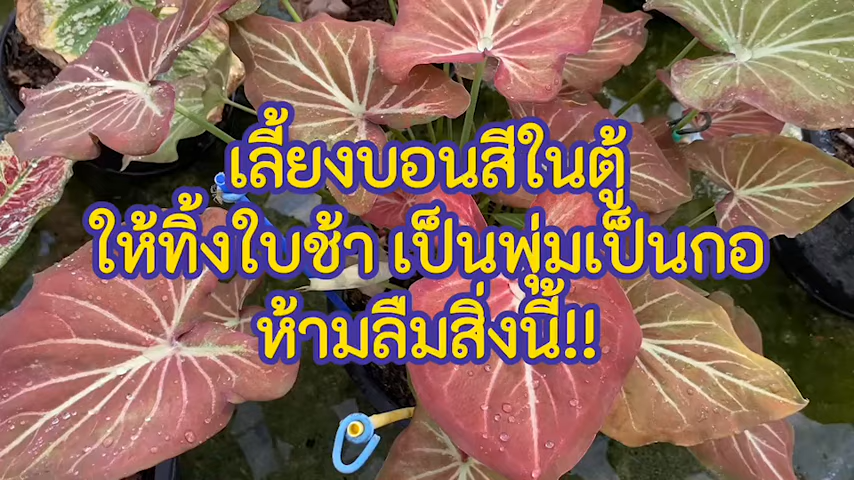 เลี้ยงบอนสีในตู้
ให้ทิ้งใบช้า เป็นพุ่มเป็นกอ
ห้ามลืมสิ่งนี้!!